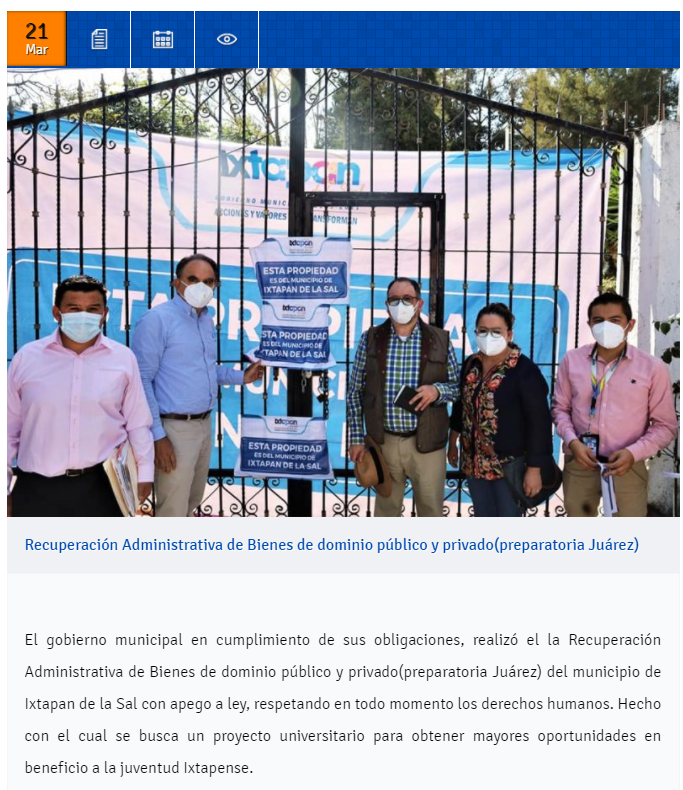 21
Mar
ixtapan
GOBIERNO MUNIC
ACCIONES Y VALORES
ixtapan
ESTA PROPIEDAD
ES DEL MUNICIPIO DE
IXTAPAN DE LA SAL
ixtapan
ESTA PROPIEDAD
ES DEL MUNICIPIO DE
IXTAPAN DE LA SAL
ixtapan
ESTA PROPIEDAD
ES DEL MUNICIPIO DE
IXTAPAN DE LA SAL
Recuperación Administrativa de Bienes de dominio público y privado(preparatoria Juárez)
El gobierno municipal en cumplimiento de sus obligaciones, realizó el la Recuperación
Administrativa de Bienes de dominio público y privado(preparatoria Juárez) del municipio de
Ixtapan de la Sal con apego a ley, respetando en todo momento los derechos humanos. Hecho
con el cual se busca un proyecto universitario para obtener mayores oportunidades en
beneficio a la juventud Ixtapense.